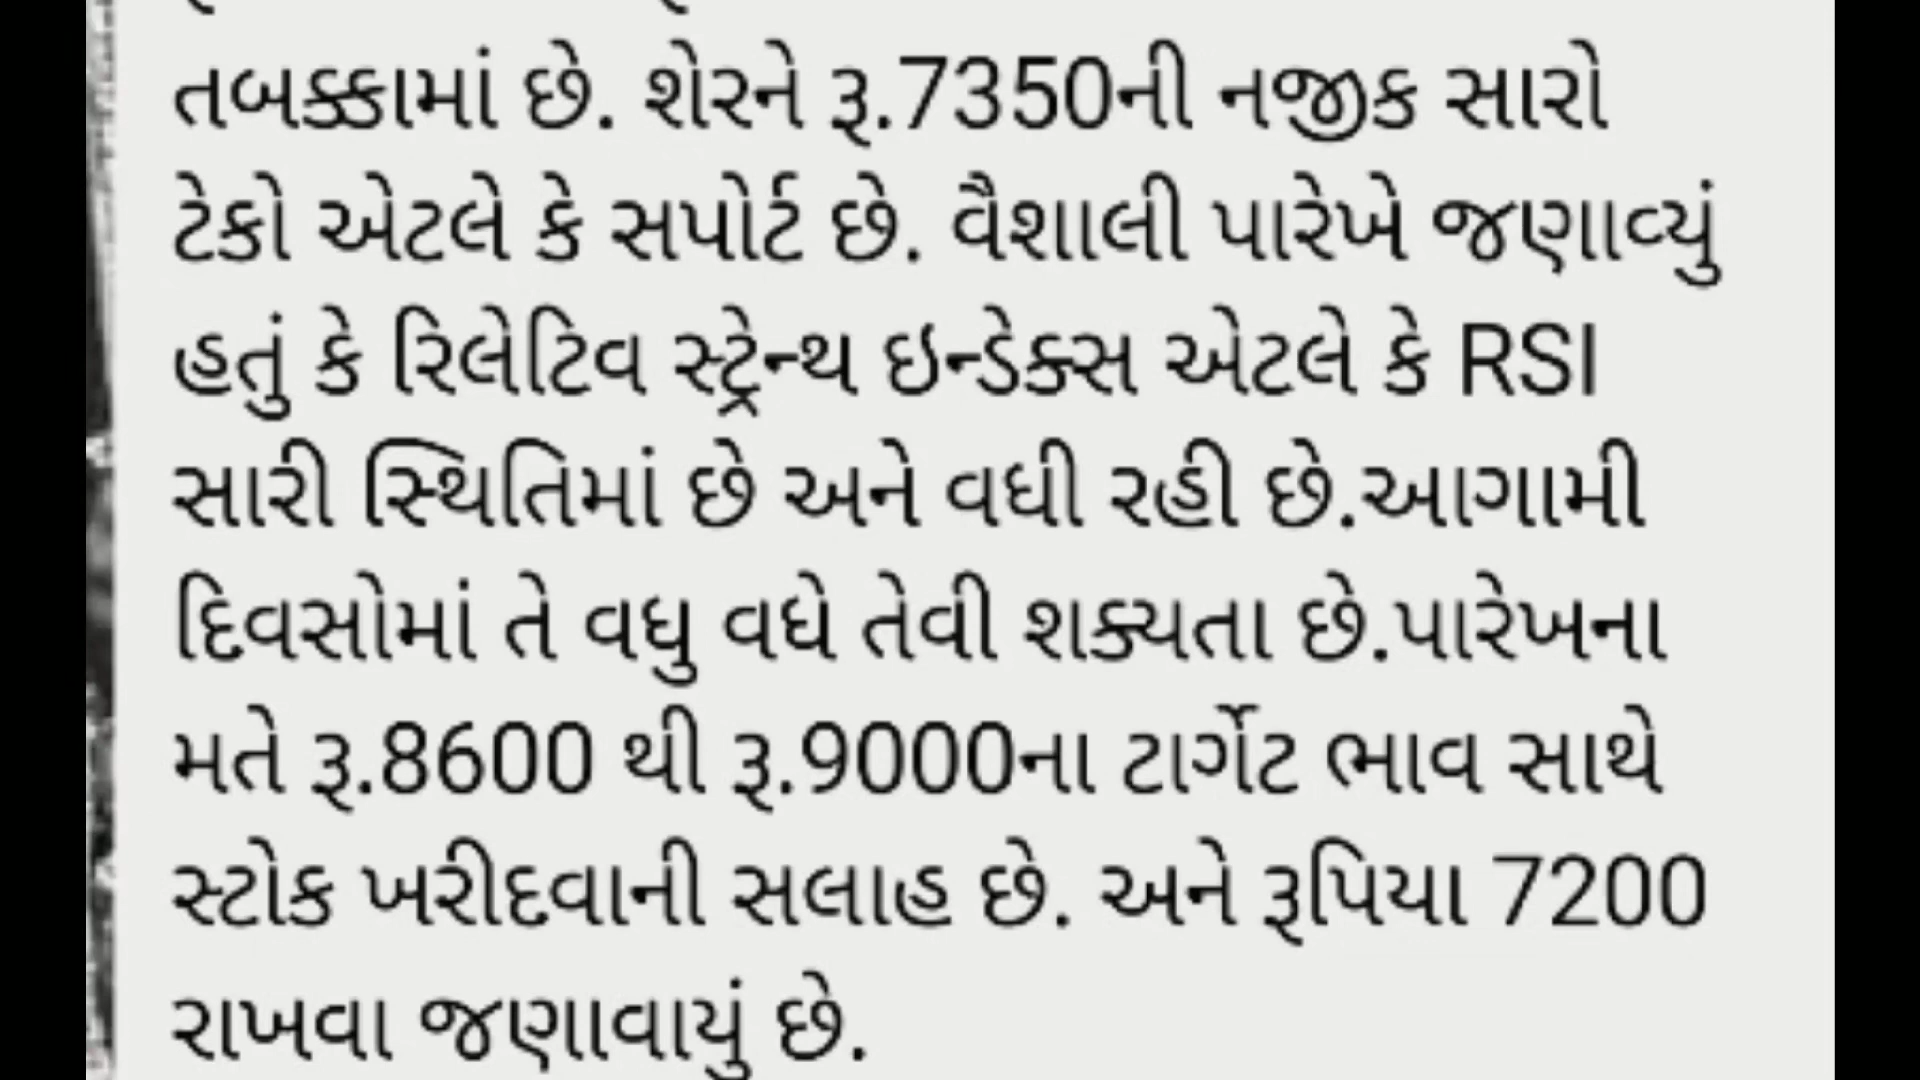 તબક્કામાં છે. શેરને રૂ.7350ની નજીક સારો
ટેકો એટલે કે સપોર્ટ છે. વૈશાલી પારેખે જણાવ્યું
હતું કે રિલેટિવ સ્ટ્રેન્થ ઇન્ડેક્સ એટલે કે RSI
સારી સ્થિતિમાં છે અને વધી રહી છે.આગામી
દિવસોમાં તે વધુ વધે તેવી શક્યતા છે.પારેખના
મતે રૂ.8600 થી રૂ.9000ના ટાર્ગેટ ભાવ સાથે
સ્ટોક ખરીદવાની સલાહ છે. અને રૂપિયા 7200
રાખવા જણાવાયું છે.